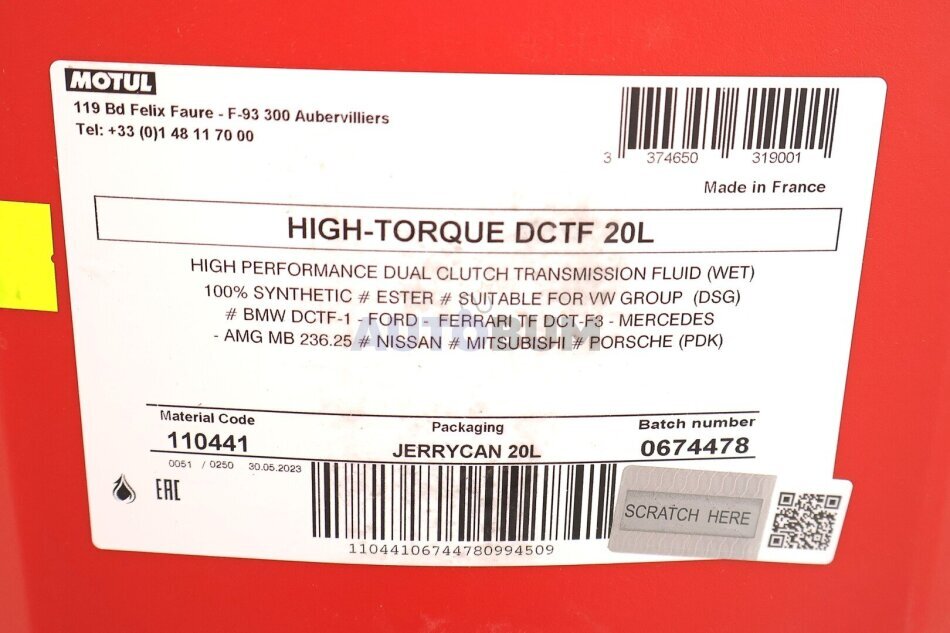 MOTUL
119 Bd Felix Faure - F-93 300 Aubervilliers
Tel: +33 (0)1 48 11 70 00
3 374650 319001
Made in France
HIGH-TORQUE DCTF 20L
HIGH PERFORMANCE DUAL CLUTCH TRANSMISSION FLUID (WET)
100% SYNTHETIC # ESTER # SUITABLE FOR VW GROUP (DSG)
# BMW DCTF-1 - FORD - FERRARI TF DCT-F3 - MERCEDES
- AMG MB 236.25 # NISSAN # MITSUBISHI # PORSCHE (PDK)
AUTOBUM
Material Code
Packaging
Batch number
110441
JERRYCAN 20L
0674478
0051 / 0250 30.05.2023
EAC
SCRATCH HERE
11044106744780994509